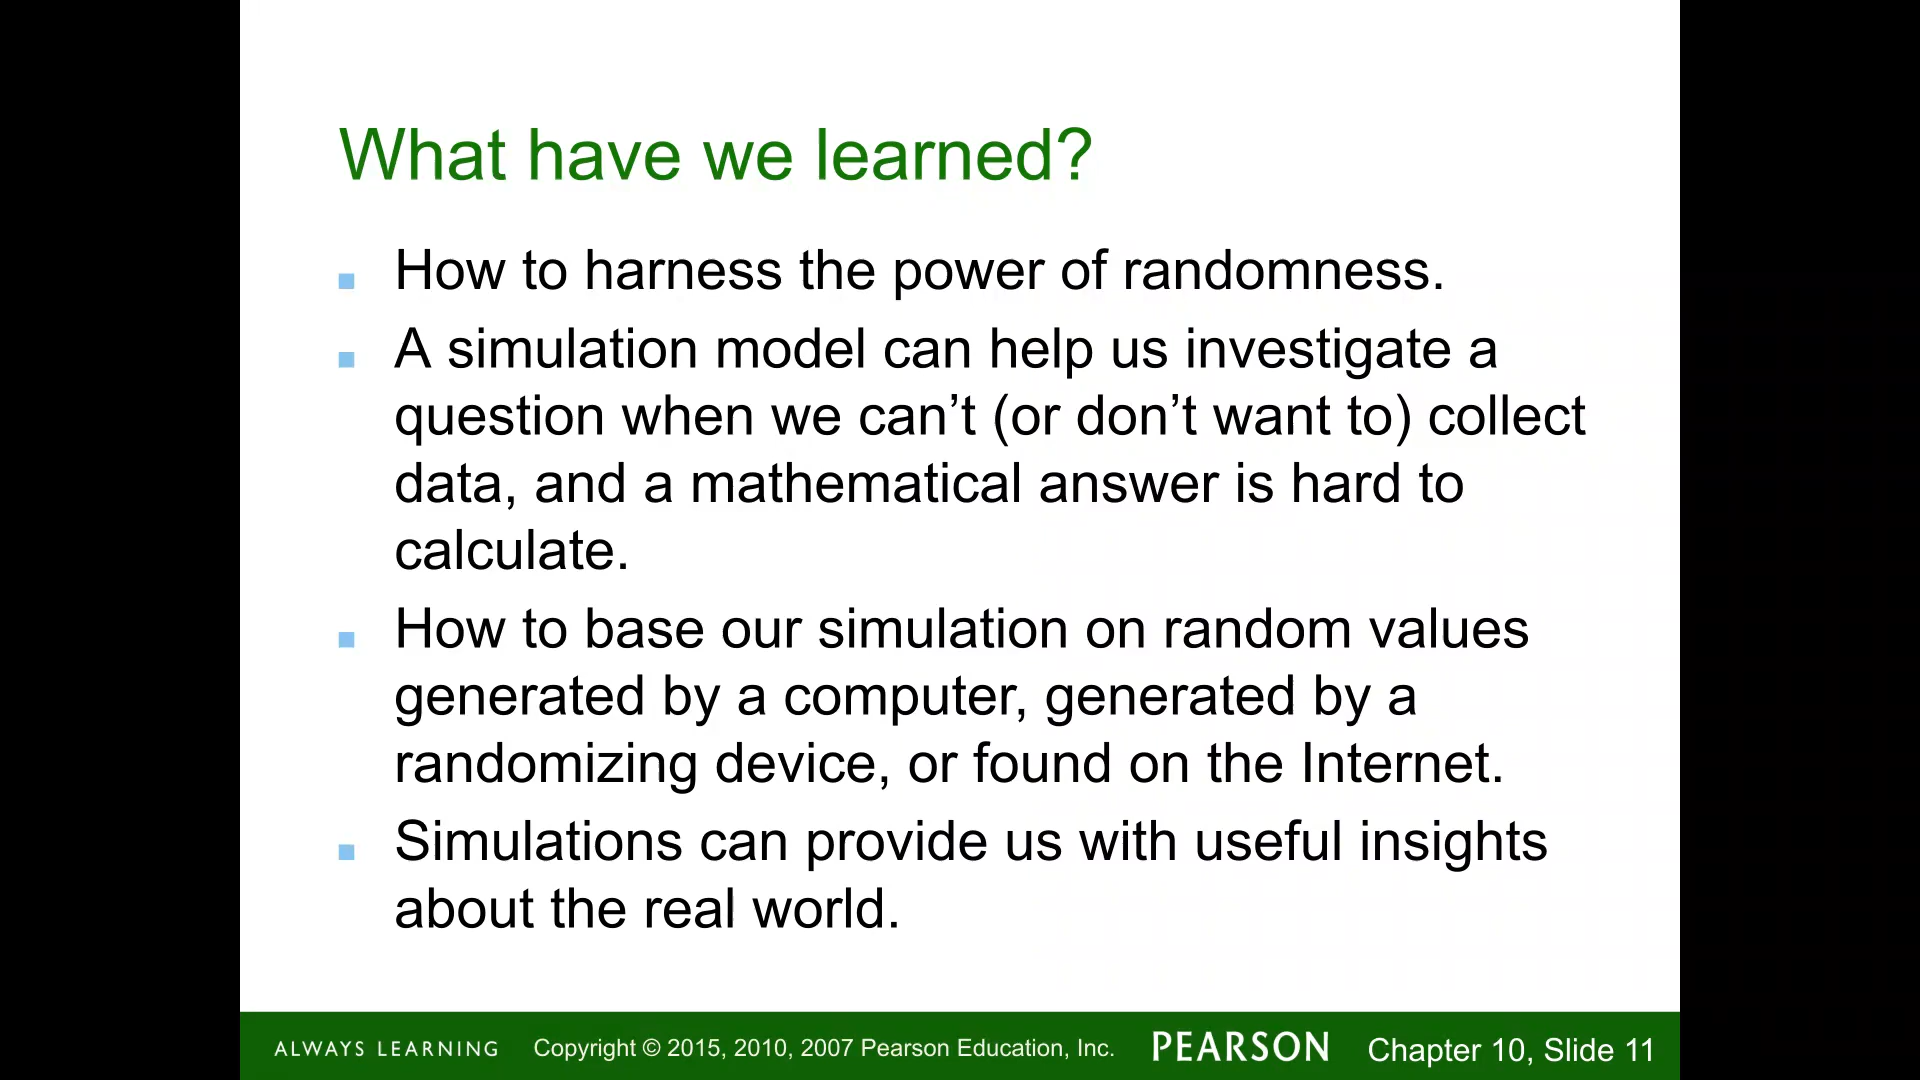 What have we learned?
How to harness the power of randomness.
A simulation model can help us investigate a
question when we can’t (or don’t want to) collect
data, and a mathematical answer is hard to
calculate.
How to base our simulation on random values
generated by a computer, generated by a
randomizing device, or found on the Internet.
Simulations can provide us with useful insights
about the real world.
ALWAYS LEARNING Copyright © 2015, 2010, 2007 Pearson Education, Inc. PEARSON Chapter 10, Slide 11